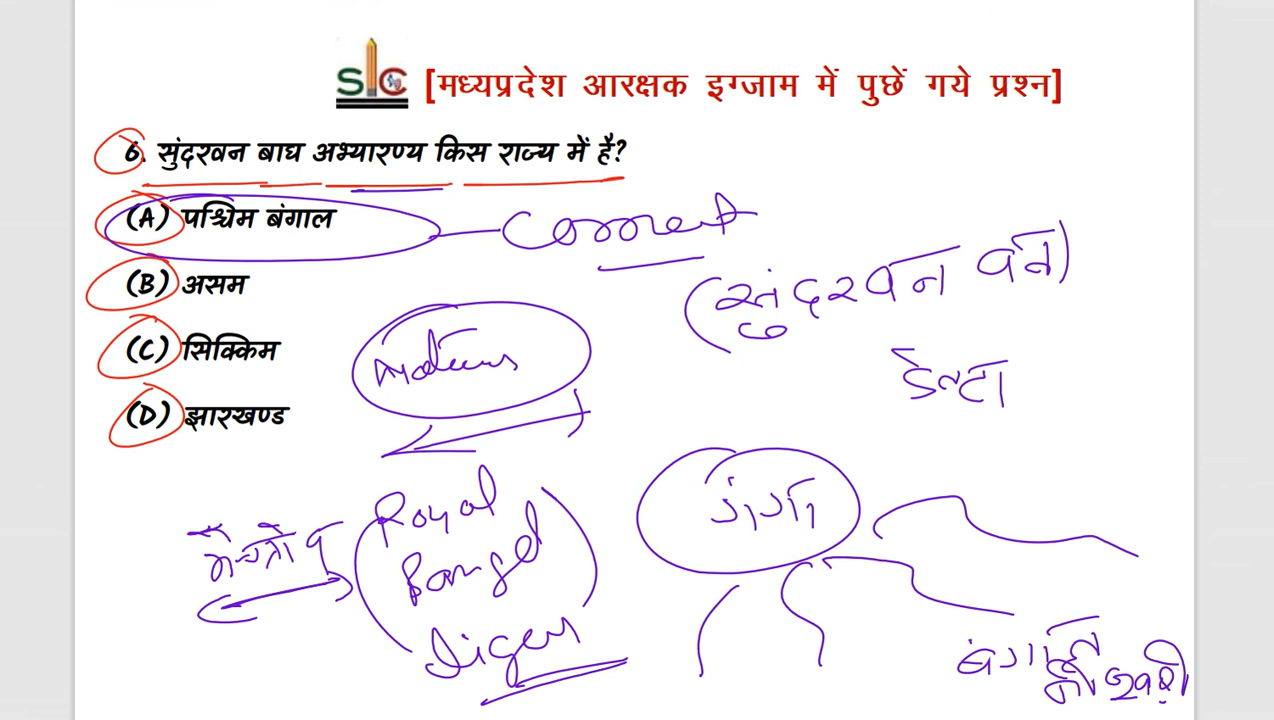 SIC [मध्यप्रदेश आरक्षक इग्जाम में पुछें गये प्रश्न]
6. सुंदरवन बाघ अभ्यारण्य किस राज्य में है?
(A) पश्चिम बंगाल
correct
(सुंदरवन वन)
(B) असम
(C) सिक्किम
डेल्टा
(D) झारखण्ड
Royal
गंगा
मैन्ग्रोव
Bangel
Tiger
बंगाल
की खाड़ी